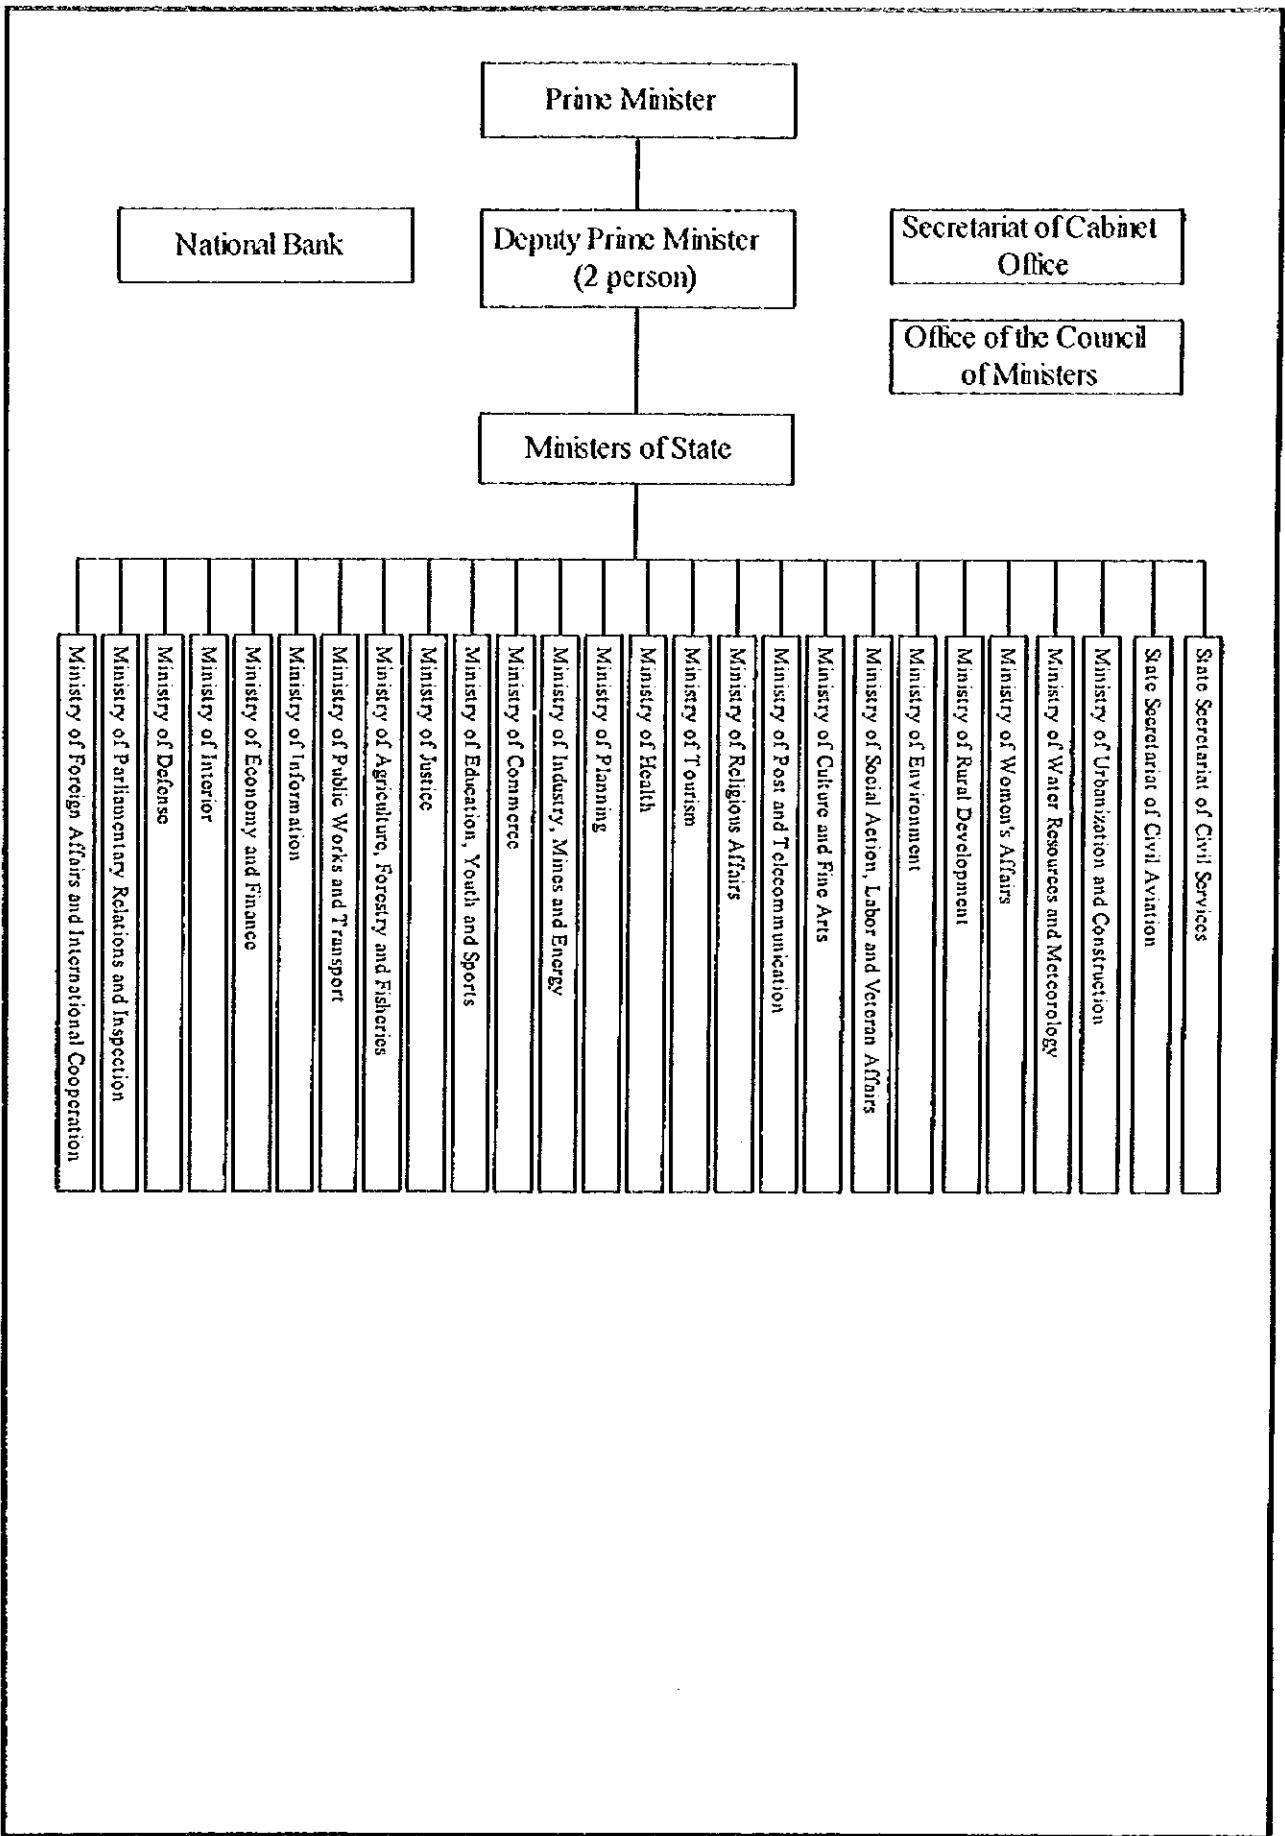 Prime Minister
National Bank
Deputy Prime Minister
(2 person)
Secretariat of Cabinet
Office
Office of the Council
of Ministers
Ministers of State
Ministry of Foreign Affairs and International Cooperation
Ministry of Parliamentary Relations and Inspection
Ministry of Defense
Ministry of Interior
Ministry of Economy and Finance
Ministry of Information
Ministry of Public Works and Transport
Ministry of Agriculture, Forestry and Fisheries
Ministry of Justice
Ministry of Education, Youth and Sports
Ministry of Commerce
Ministry of Industry, Mines and Energy
Ministry of Planning
Ministry of Health
Ministry of Tourism
Ministry of Religious Affairs
Ministry of Post and Telecommunication
Ministry of Culture and Fine Arts
Ministry of Social Action, Labor and Veteran Affairs
Ministry of Environment
Ministry of Rural Development
Ministry of Women's Affairs
Ministry of Water Resources and Meteorology
Ministry of Urbanization and Construction
State Secretariat of Civil Aviation
State Secretariat of Civil Services